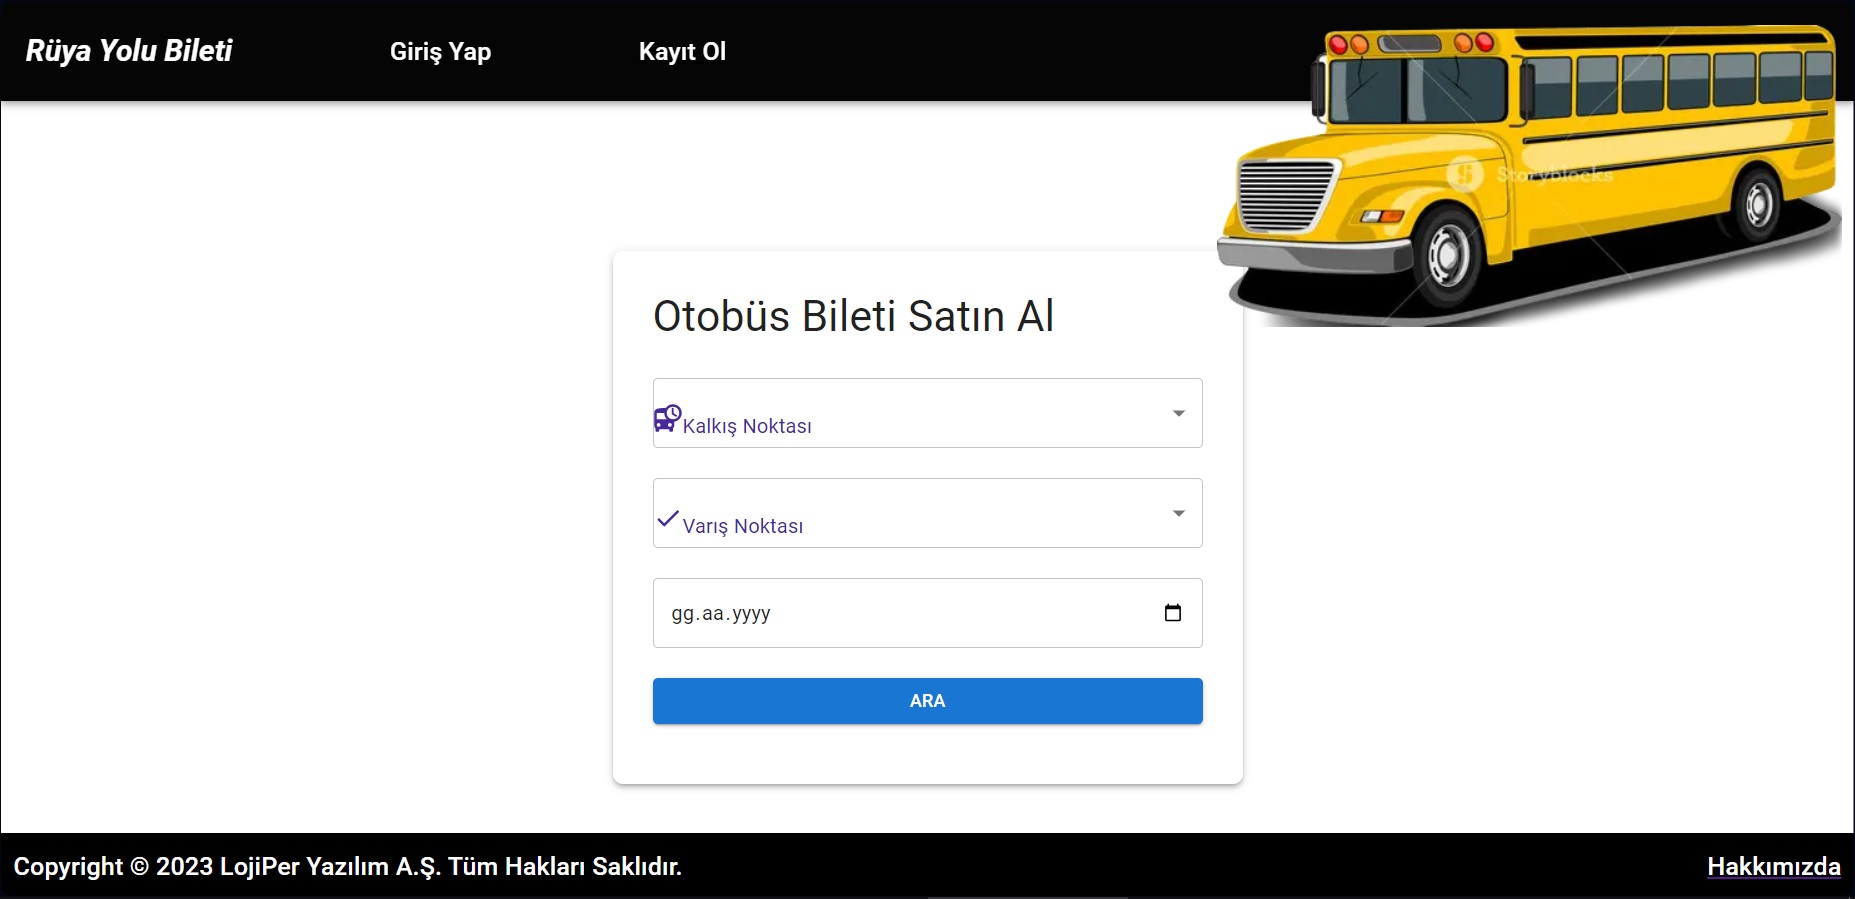 Rüya Yolu Bileti
Giriş Yap
Kayıt Ol
Storyblocks
Otobüs Bileti Satın Al
Kalkış Noktası
Varış Noktası
gg.aa.yyyy
ARA
Copyright © 2023 LojiPer Yazılım A.Ş. Tüm Hakları Saklıdır.
Hakkımızda